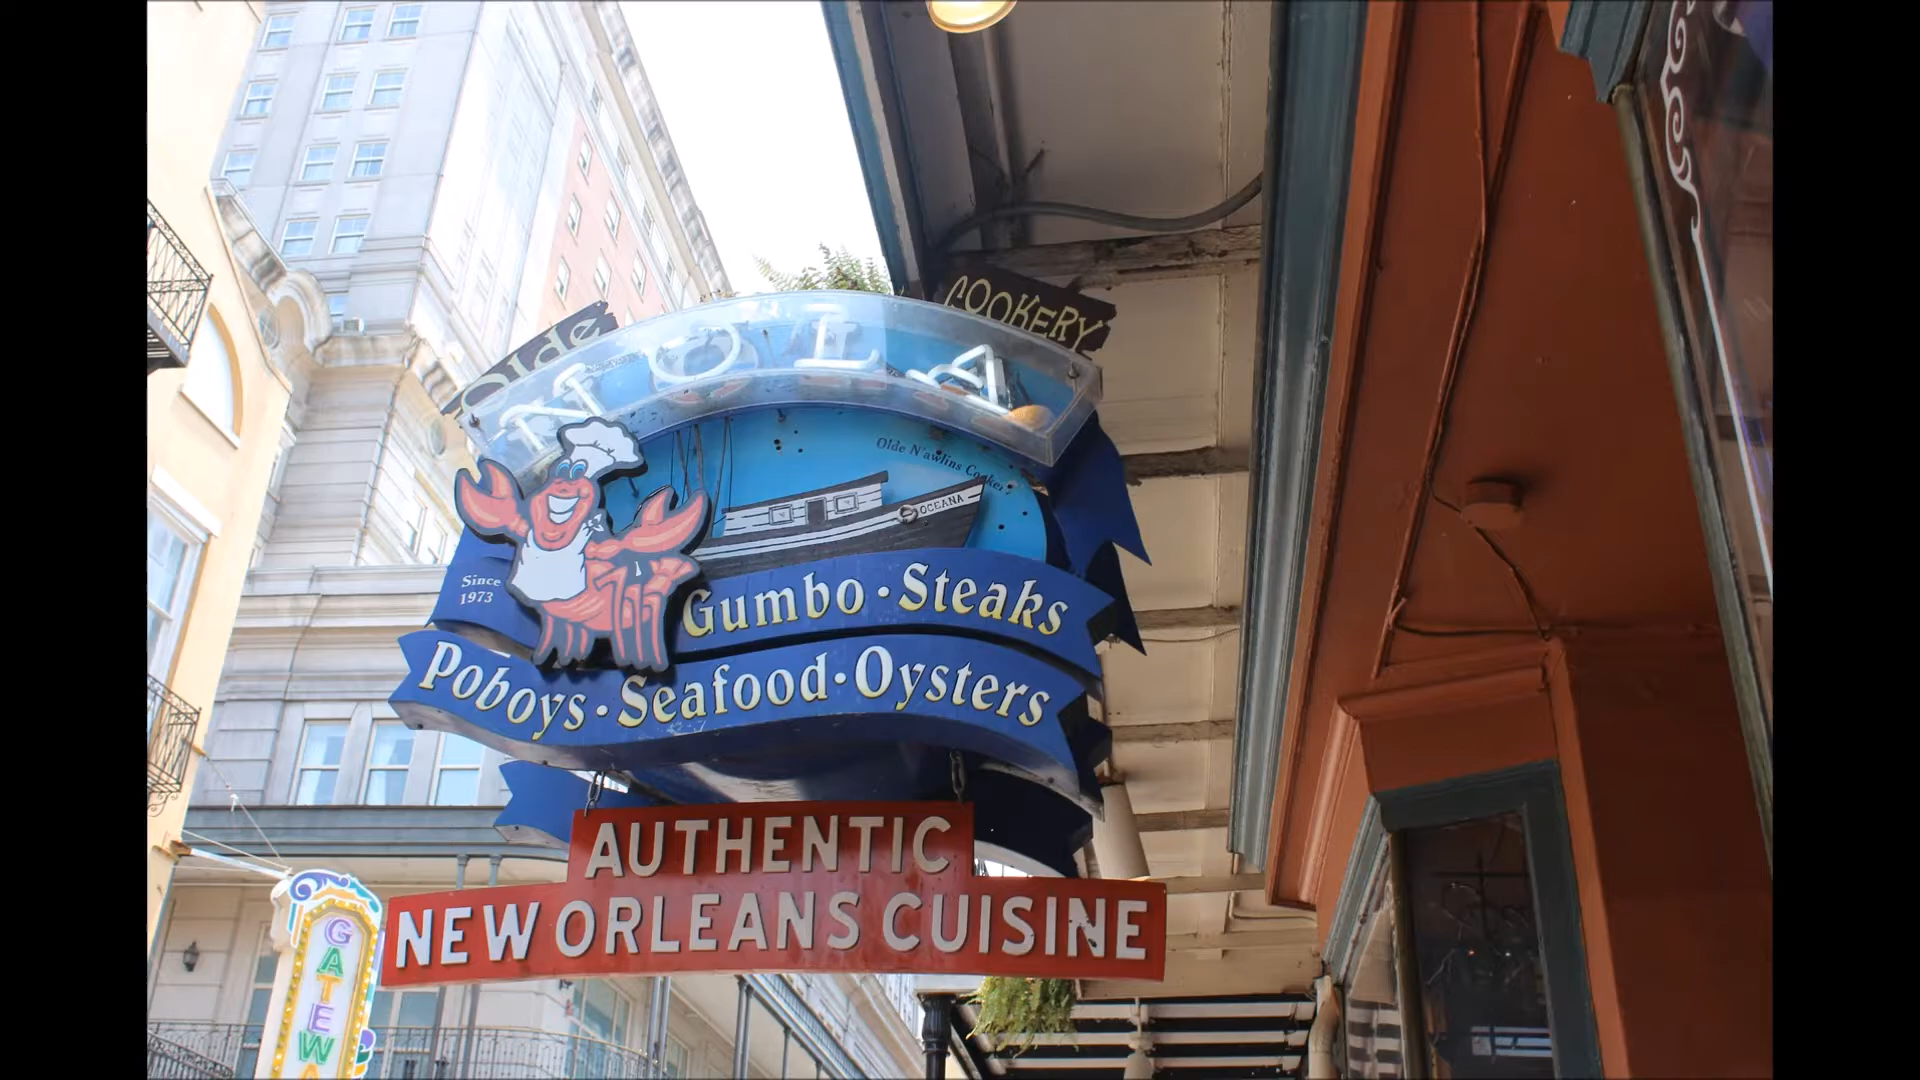 Olde
COOKERY
NOLA
Olde N'awlins Cookery
OCEANA
Since
1973
Gumbo · Steaks
Poboys · Seafood · Oysters
AUTHENTIC
NEW ORLEANS CUISINE
GATEWA